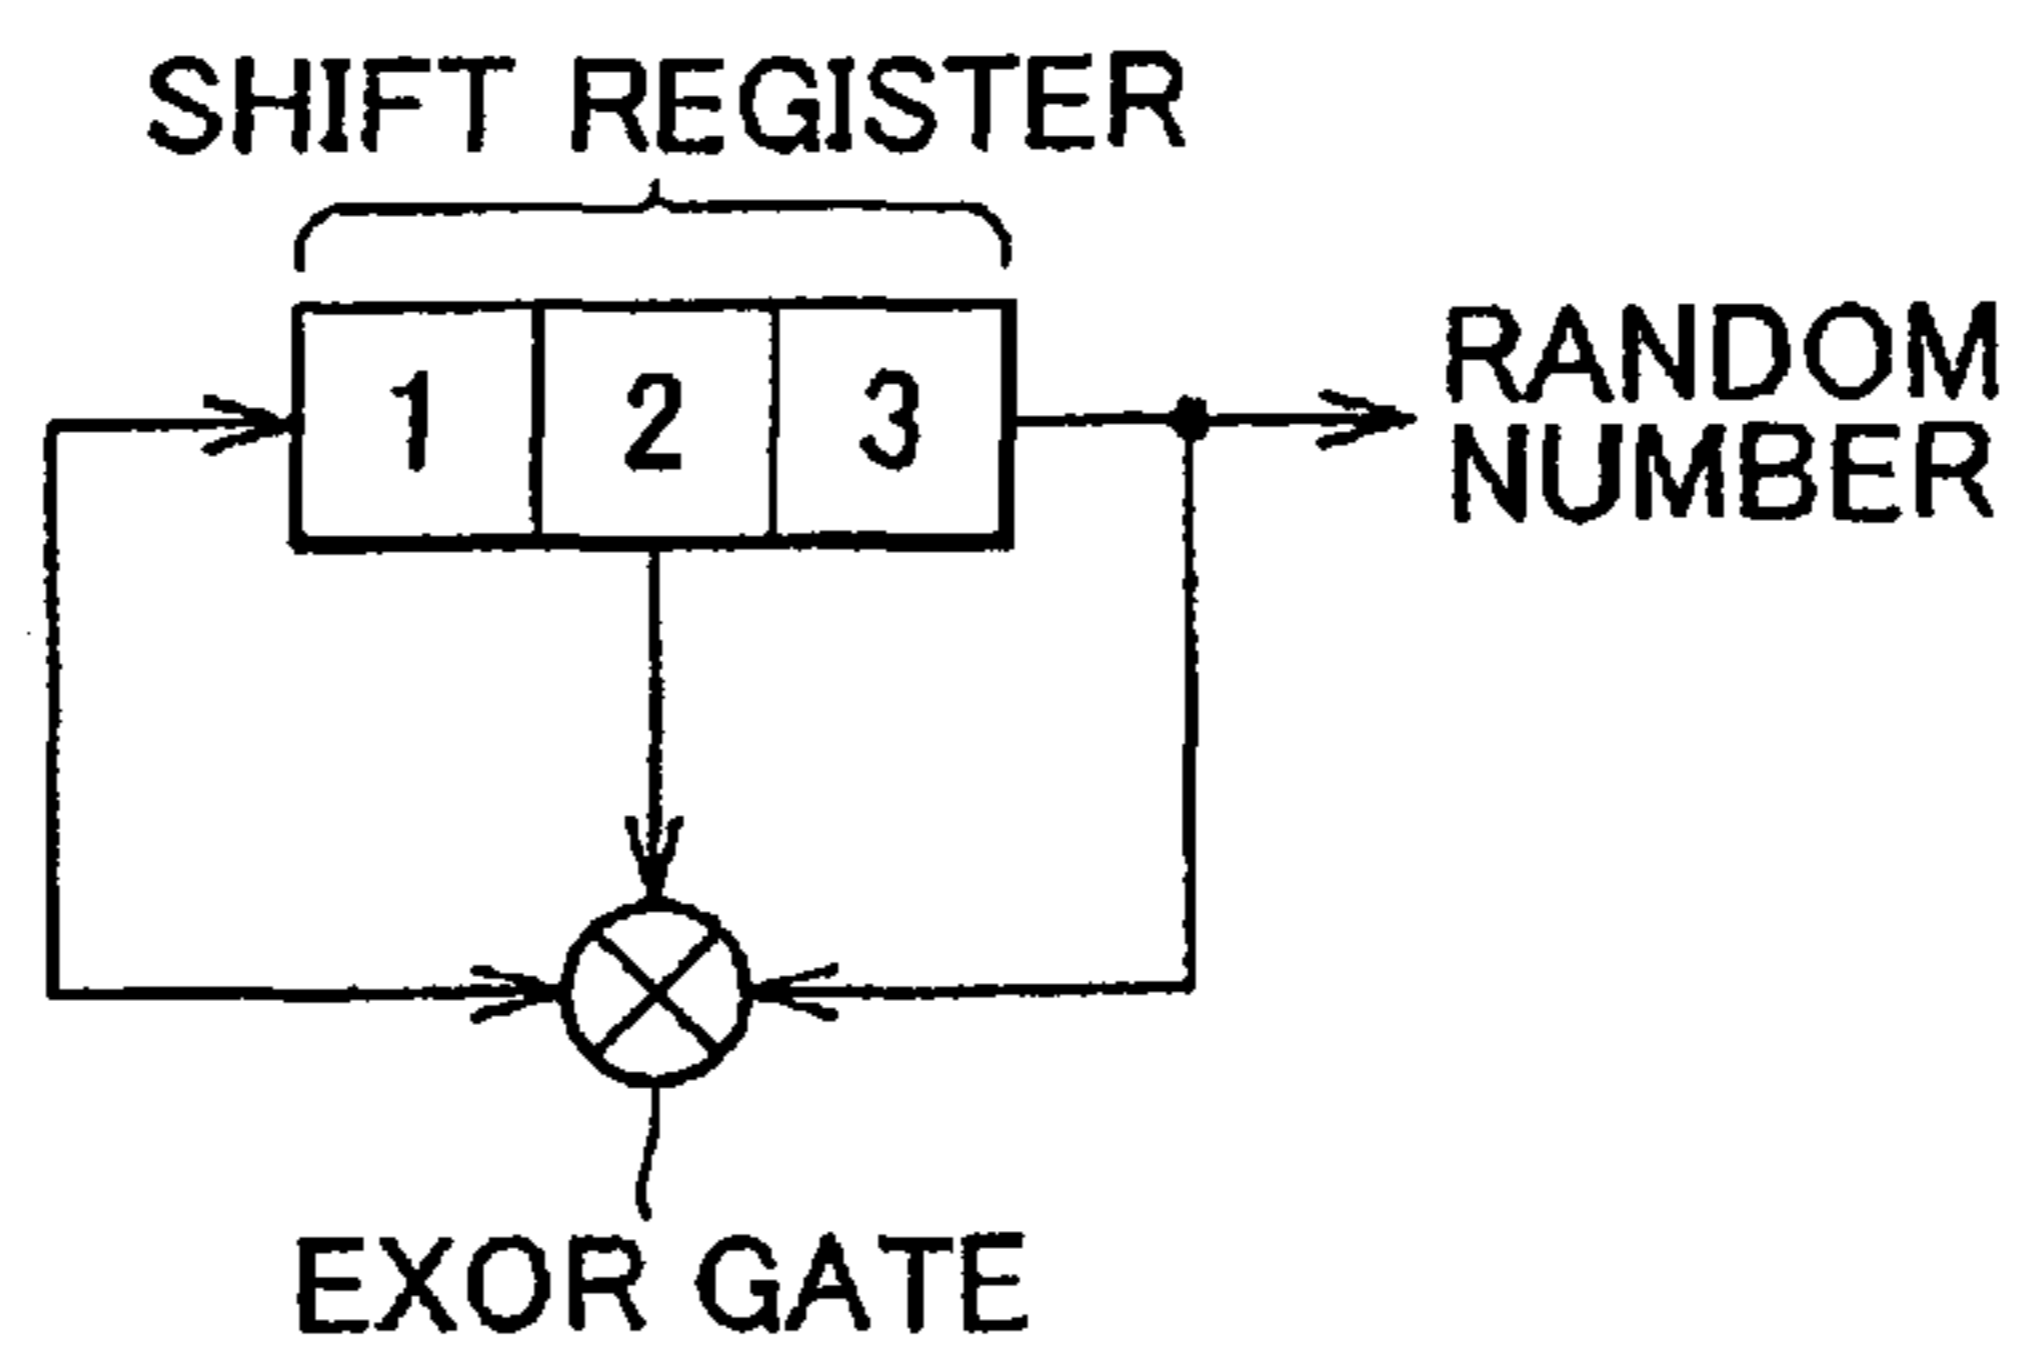 SHIFT REGISTER
1 2 3
RANDOM
NUMBER
EXOR GATE